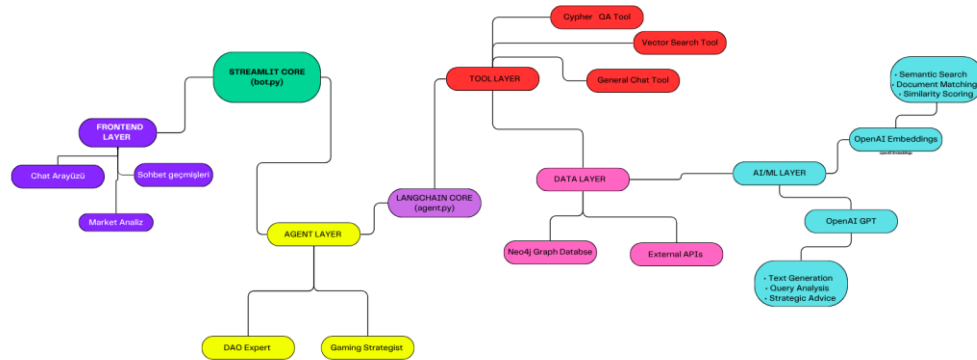 Cypher QA Tool
Vector Search Tool
General Chat Tool
TOOL LAYER
STREAMLIT CORE
(bot.py)
FRONTEND
LAYER
Chat Arayüzü
Sohbet geçmişleri
Market Analiz
LANGCHAIN CORE
(agent.py)
AGENT LAYER
DAO Expert
Gaming Strategist
DATA LAYER
Neo4j Graph Databse
External APIs
AI/ML LAYER
• Semantic Search
• Document Matching
• Similarity Scoring
OpenAI Embeddings
OpenAI GPT
• Text Generation
• Query Analysis
• Strategic Advice